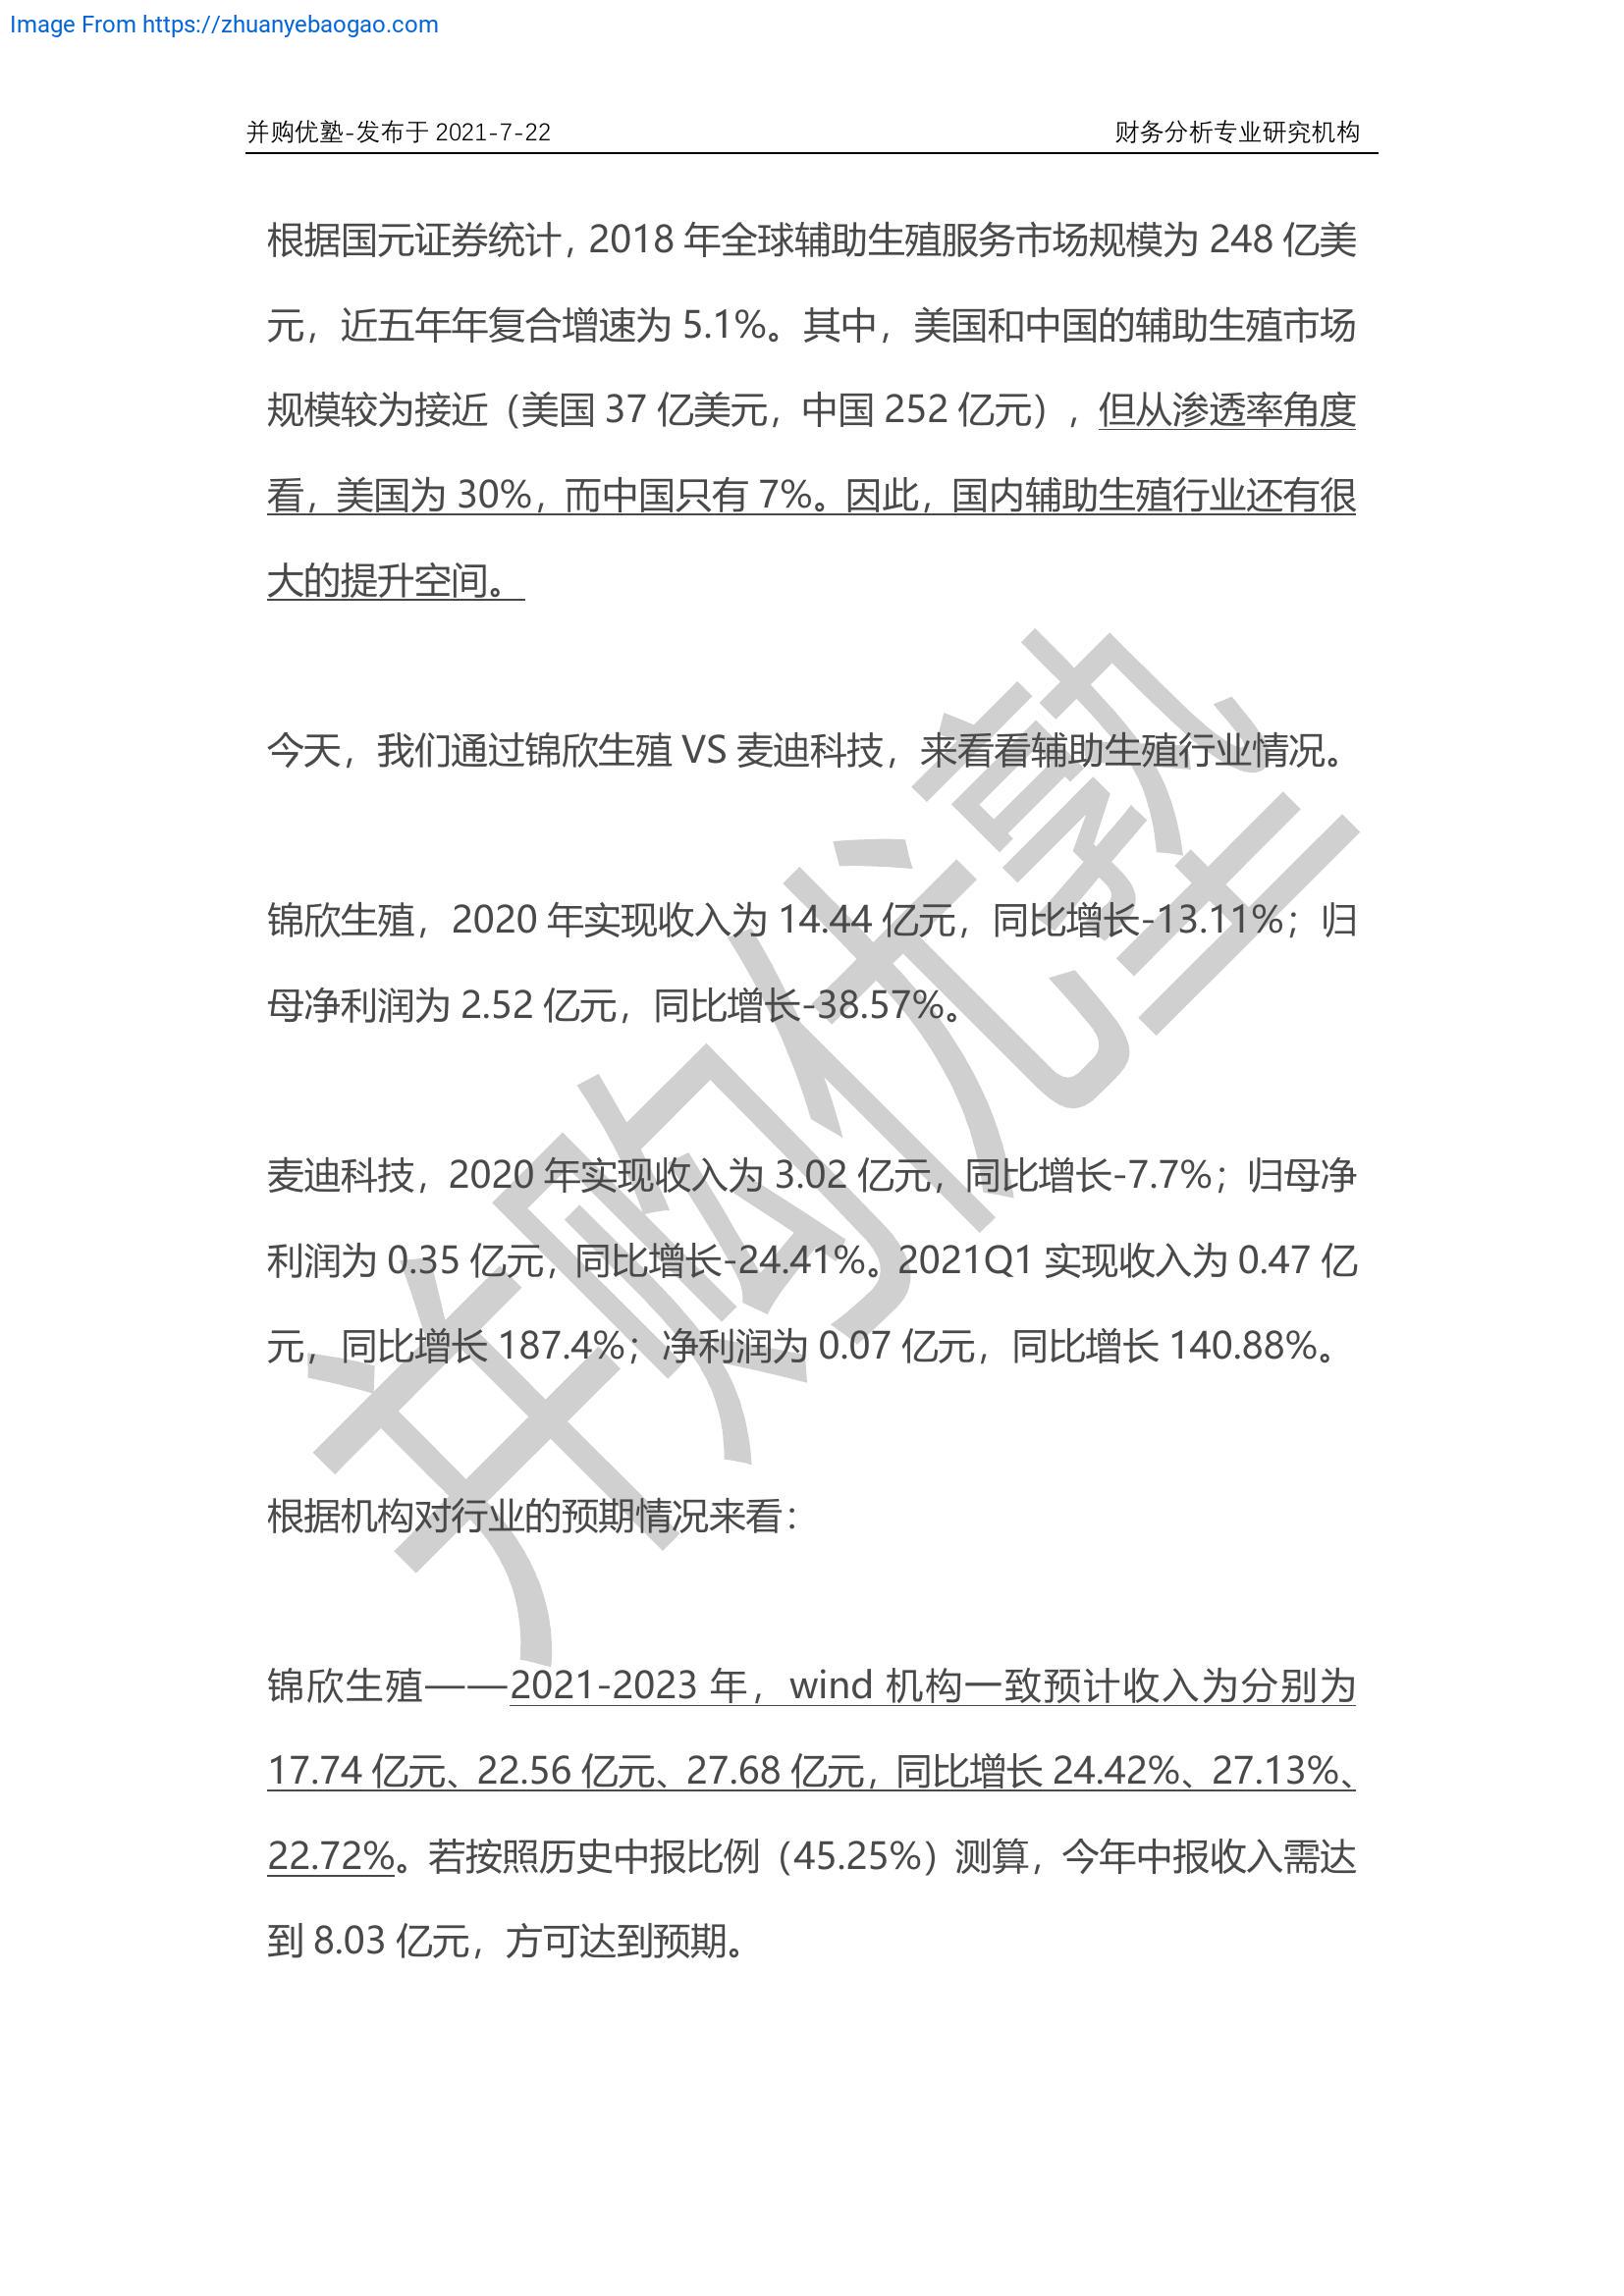 Image From https://zhuanyebaogao.com
并购优塾-发布于 2021-7-22 财务分析专业研究机构
根据国元证券统计，2018 年全球辅助生殖服务市场规模为 248 亿美
元，近五年年复合增速为 5.1%。其中，美国和中国的辅助生殖市场
规模较为接近（美国 37 亿美元，中国 252 亿元），但从渗透率角度
看，美国为 30%，而中国只有 7%。因此，国内辅助生殖行业还有很
大的提升空间。
今天，我们通过锦欣生殖 VS 麦迪科技，来看看辅助生殖行业情况。
锦欣生殖，2020 年实现收入为 14.44 亿元，同比增长-13.11%；归
母净利润为 2.52 亿元，同比增长-38.57%。
麦迪科技，2020 年实现收入为 3.02 亿元，同比增长-7.7%；归母净
利润为 0.35 亿元，同比增长-24.41%。2021Q1 实现收入为 0.47 亿
元，同比增长 187.4%；净利润为 0.07 亿元，同比增长 140.88%。
根据机构对行业的预期情况来看：
锦欣生殖——2021-2023 年，wind 机构一致预计收入为分别为
17.74 亿元、22.56 亿元、27.68 亿元，同比增长 24.42%、27.13%、
22.72%。若按照历史中报比例（45.25%）测算，今年中报收入需达
到 8.03 亿元，方可达到预期。
并购优塾